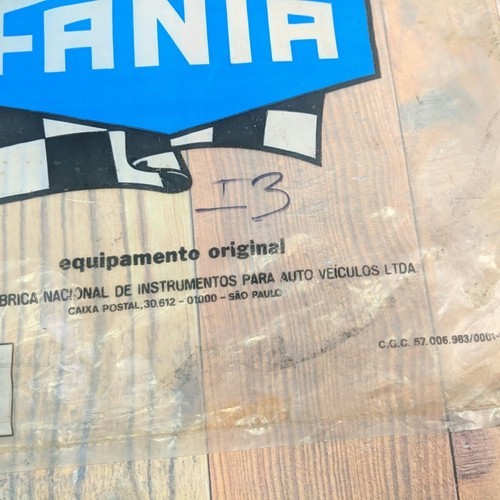 FANIA
I3
equipamento original
BRICA NACIONAL DE INSTRUMENTOS PARA AUTO VEÍCULOS LTDA.
CAIXA POSTAL,30.612 - 01000 - SÃO PAULO
C.G.C. 67.006.983/0001-